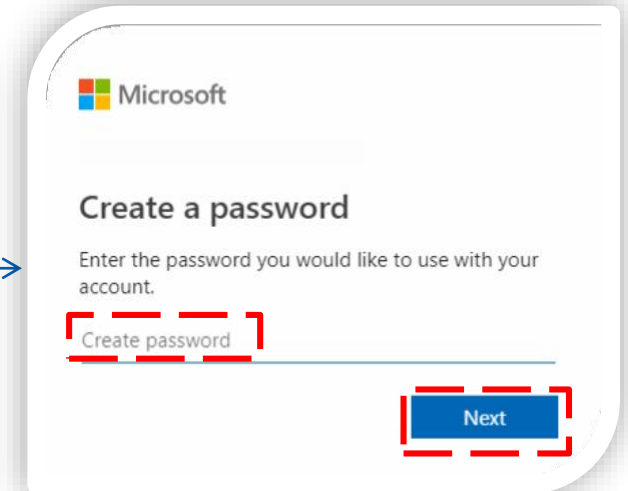 Microsoft
Create a password
Enter the password you would like to use with your
account.
Create password
Next